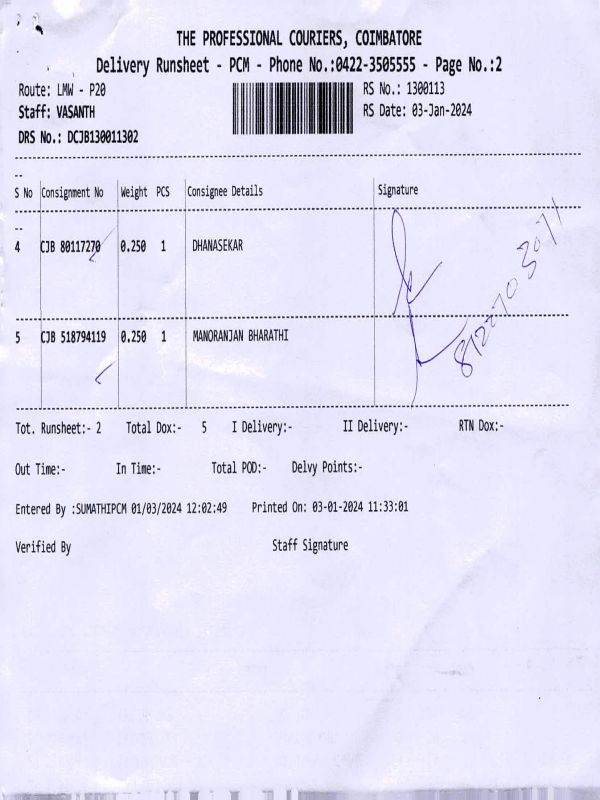 THE PROFESSIONAL COURIERS, COIMBATORE
Delivery Runsheet - PCM - Phone No.:0422-3505555 - Page No.:2
Route: LMW - P20 RS No.: 1300113
Staff: VASANTH RS Date: 03-Jan-2024
DRS No.: DCJB130011302
S No Consignment No Weight PCS Consignee Details Signature
4 CJB 80117270 0.250 1 DHANASEKAR
5 CJB 518794119 0.250 1 MANORANJAN BHARATHI
Tot. Runsheet:- 2 Total Dox:- 5 I Delivery:- II Delivery:- RTN Dox:-
Out Time:- In Time:- Total POD:- Delvy Points:-
Entered By :SUMATHIPCM 01/03/2024 12:02:49 Printed On: 03-01-2024 11:33:01
Verified By Staff Signature